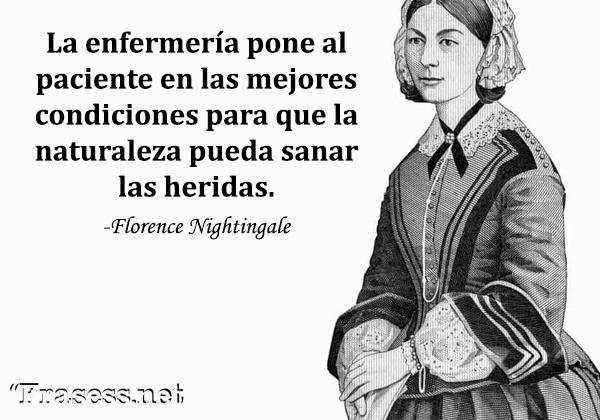 La enfermería pone al
paciente en las mejores
condiciones para que la
naturaleza pueda sanar
las heridas.
-Florence Nightingale
“Frasess.net